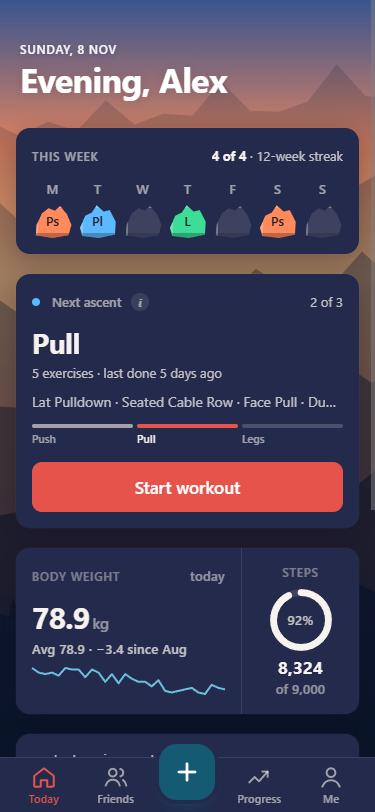 SUNDAY, 8 NOV
Evening, Alex
THIS WEEK 4 of 4 · 12-week streak
M T W T F S S
Ps Pl L Ps
Next ascent i 2 of 3
Pull
5 exercises · last done 5 days ago
Lat Pulldown · Seated Cable Row · Face Pull · Du...
Push Pull Legs
Start workout
BODY WEIGHT today
78.9 kg
Avg 78.9 · −3.4 since Aug
STEPS
92%
8,324
of 9,000
Today Friends + Progress Me